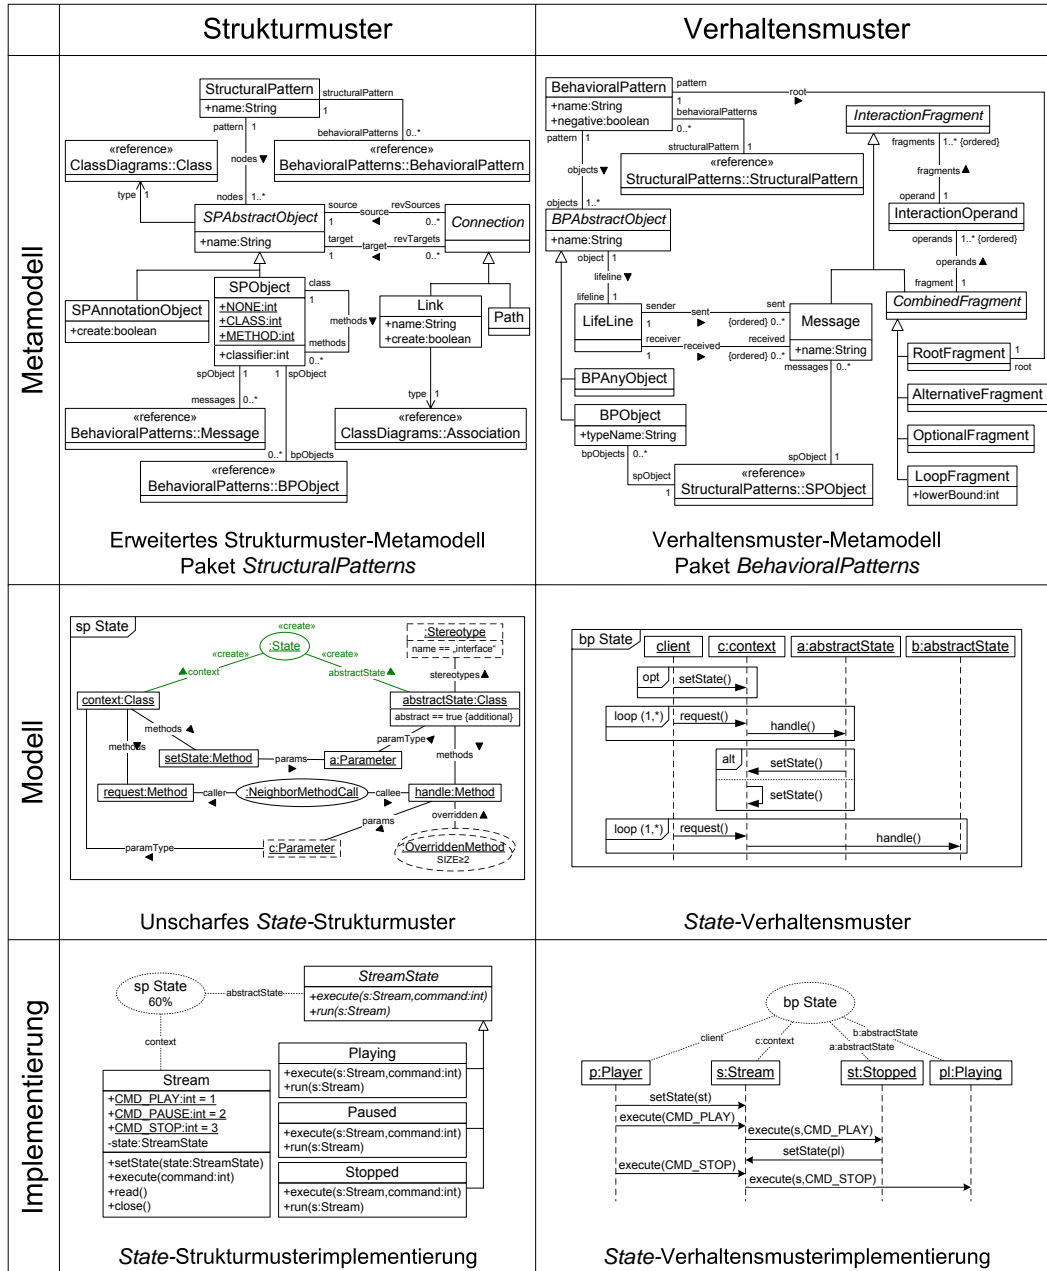 Strukturmuster
Verhaltensmuster
Metamodell
StructuralPattern
+name:String
structuralPattern
1
behavioralPatterns
0..*
pattern
1
nodes ▼
nodes
1..*
«reference»
ClassDiagrams::Class
«reference»
BehavioralPatterns::BehavioralPattern
type
1
SPAbstractObject
+name:String
source
1
source
◄
revSources
0..*
target
1
target
◄
revTargets
0..*
Connection
SPAnnotationObject
+create:boolean
SPObject
+NONE:int
+CLASS:int
+METHOD:int
+classifier:int
class
1
methods ▼
methods
0..*
Link
+name:String
+create:boolean
Path
spObject
1
1
spObject
messages
0..*
type
1
«reference»
BehavioralPatterns::Message
«reference»
ClassDiagrams::Association
0..*
bpObjects
«reference»
BehavioralPatterns::BPObject
Erweitertes Strukturmuster-Metamodell
Paket StructuralPatterns
BehavioralPattern
+name:String
+negative:boolean
pattern
1
root
►
behavioralPatterns
0..*
structuralPattern
1
pattern
1
objects ▼
objects
1..*
«reference»
StructuralPatterns::StructuralPattern
InteractionFragment
fragments
1..* {ordered}
fragments ▲
operand
1
InteractionOperand
operands
1..* {ordered}
operands ▲
fragment
1
CombinedFragment
BPAbstractObject
+name:String
object
1
lifeline ▼
lifeline
1
LifeLine
sender
1
sent
►
sent
{ordered} 0..*
receiver
1
received
►
received
{ordered} 0..*
Message
+name:String
messages
0..*
RootFragment
1
root
BPAnyObject
AlternativeFragment
BPObject
+typeName:String
OptionalFragment
bpObjects
0..*
spObject
1
spObject
1
«reference»
StructuralPatterns::SPObject
LoopFragment
+lowerBound:int
Verhaltensmuster-Metamodell
Paket BehavioralPatterns
Modell
sp State
«create»
:State
«create»
«create»
▲context
abstractState▲
:Stereotype
name == „interface“
stereotypes▲
context:Class
abstractState:Class
abstract == true {additional}
methods ▲
methods
▼
paramType
▲
methods
▼
setState:Method
params
►
a:Parameter
request:Method
caller
◄
:NeighborMethodCall
callee
►
handle:Method
params
◄
overridden ▲
paramType
◄
c:Parameter
:OverriddenMethod
SIZE≥2
Unscharfes State-Strukturmuster
bp State
client
c:context
a:abstractState
b:abstractState
opt
setState()
loop (1,*)
request()
handle()
alt
setState()
setState()
loop (1,*)
request()
handle()
State-Verhaltensmuster
Implementierung
sp State
60%
abstractState
context
StreamState
+execute(s:Stream,command:int)
+run(s:Stream)
Stream
+CMD_PLAY:int = 1
+CMD_PAUSE:int = 2
+CMD_STOP:int = 3
-state:StreamState
+setState(state:StreamState)
+execute(command:int)
+read()
+close()
Playing
+execute(s:Stream,command:int)
+run(s:Stream)
Paused
+execute(s:Stream,command:int)
+run(s:Stream)
Stopped
+execute(s:Stream,command:int)
+run(s:Stream)
State-Strukturmusterimplementierung
bp State
client
c:context
a:abstractState
b:abstractState
p:Player
s:Stream
st:Stopped
pl:Playing
setState(st)
execute(CMD_PLAY)
execute(s,CMD_PLAY)
setState(pl)
execute(CMD_STOP)
execute(s,CMD_STOP)
State-Verhaltensmusterimplementierung